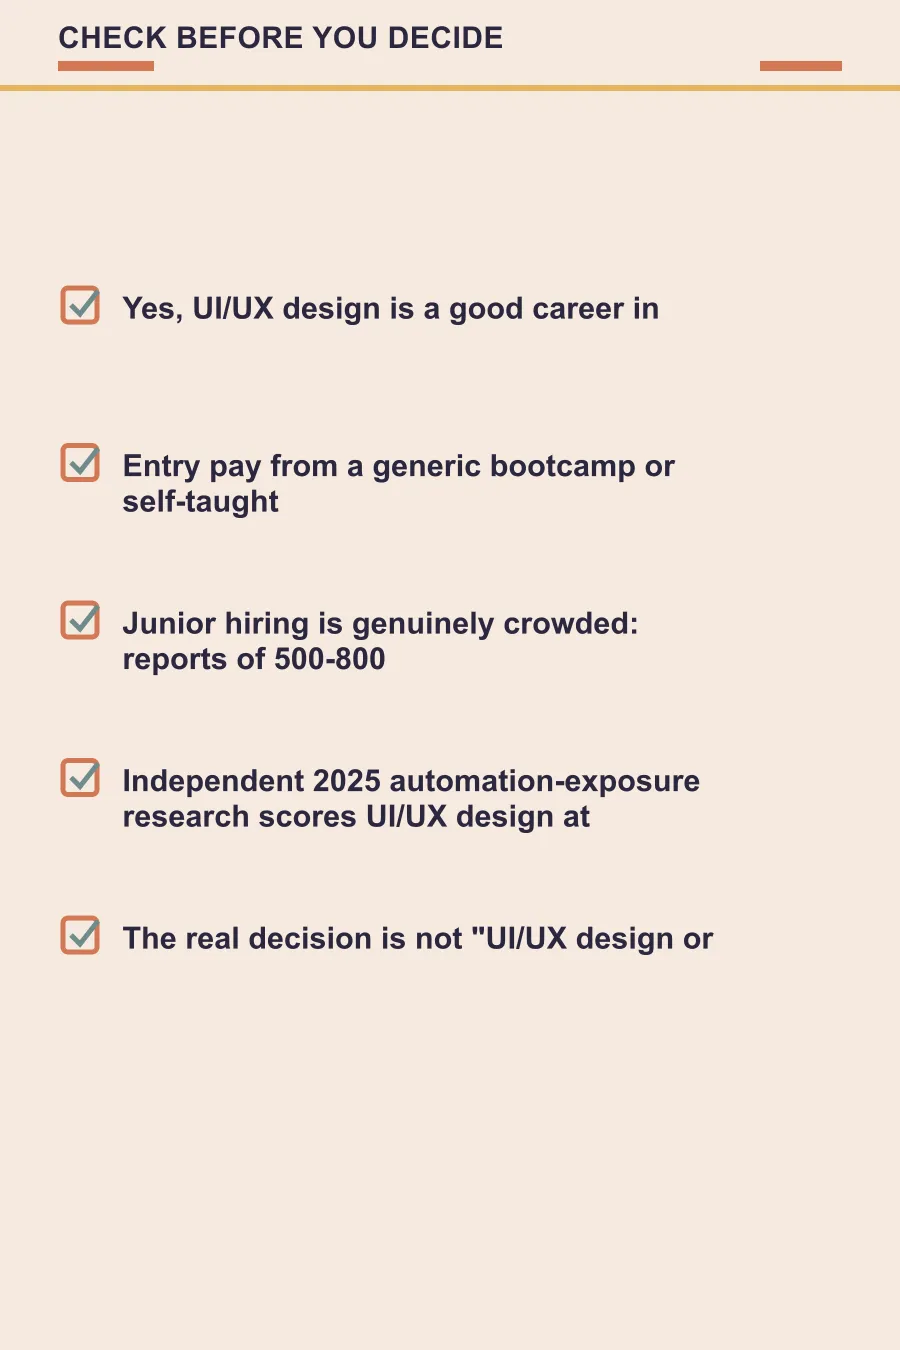 CHECK BEFORE YOU DECIDE
Yes, UI/UX design is a good career in
Entry pay from a generic bootcamp or
self-taught
Junior hiring is genuinely crowded:
reports of 500-800
Independent 2025 automation-exposure
research scores UI/UX design at
The real decision is not "UI/UX design or